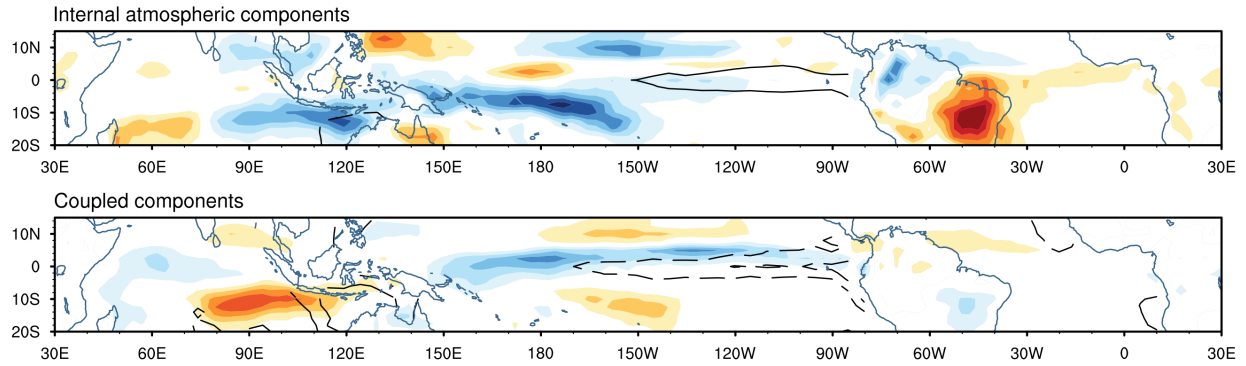 Internal atmospheric components
10N
0
10S
20S
30E 60E 90E 120E 150E 180 150W 120W 90W 60W 30W 0 30E
Coupled components
10N
0
10S
20S
30E 60E 90E 120E 150E 180 150W 120W 90W 60W 30W 0 30E